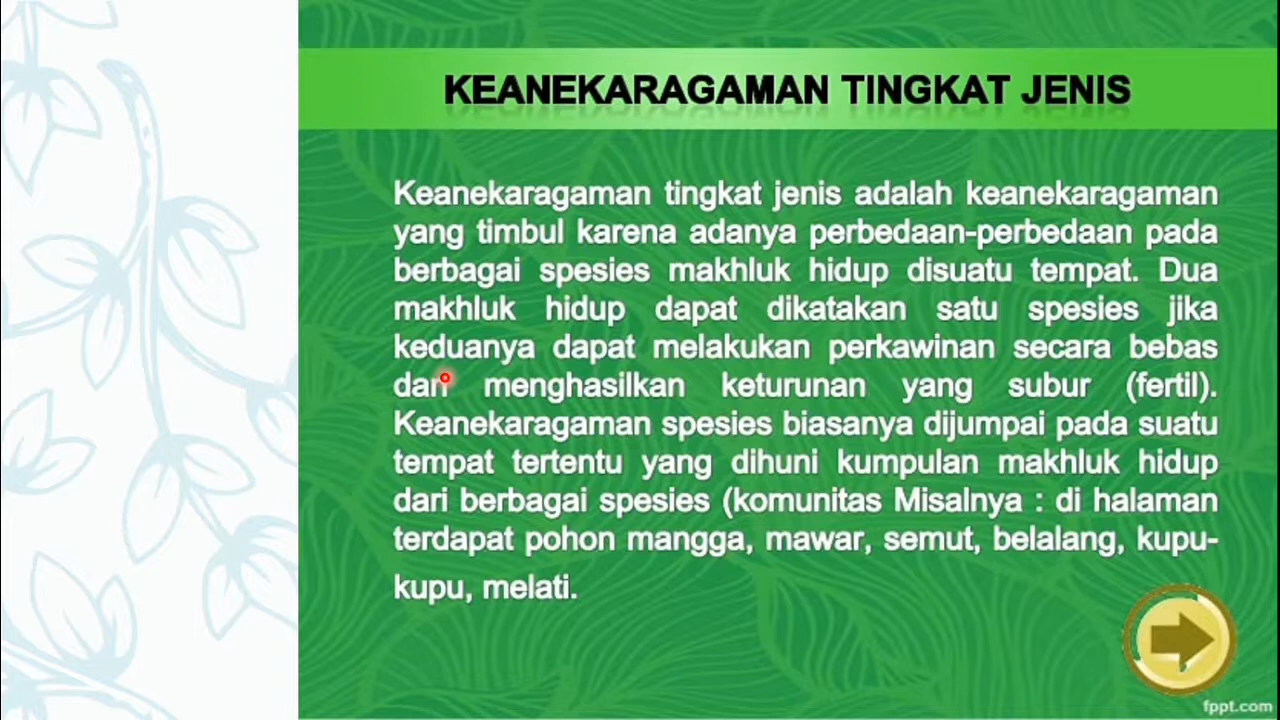 KEANEKARAGAMAN TINGKAT JENIS
Keanekaragaman tingkat jenis adalah keanekaragaman
yang timbul karena adanya perbedaan-perbedaan pada
berbagai spesies makhluk hidup disuatu tempat. Dua
makhluk hidup dapat dikatakan satu spesies jika
keduanya dapat melakukan perkawinan secara bebas
dan menghasilkan keturunan yang subur (fertil).
Keanekaragaman spesies biasanya dijumpai pada suatu
tempat tertentu yang dihuni kumpulan makhluk hidup
dari berbagai spesies (komunitas Misalnya : di halaman
terdapat pohon mangga, mawar, semut, belalang, kupu-
kupu, melati.
fppt.com